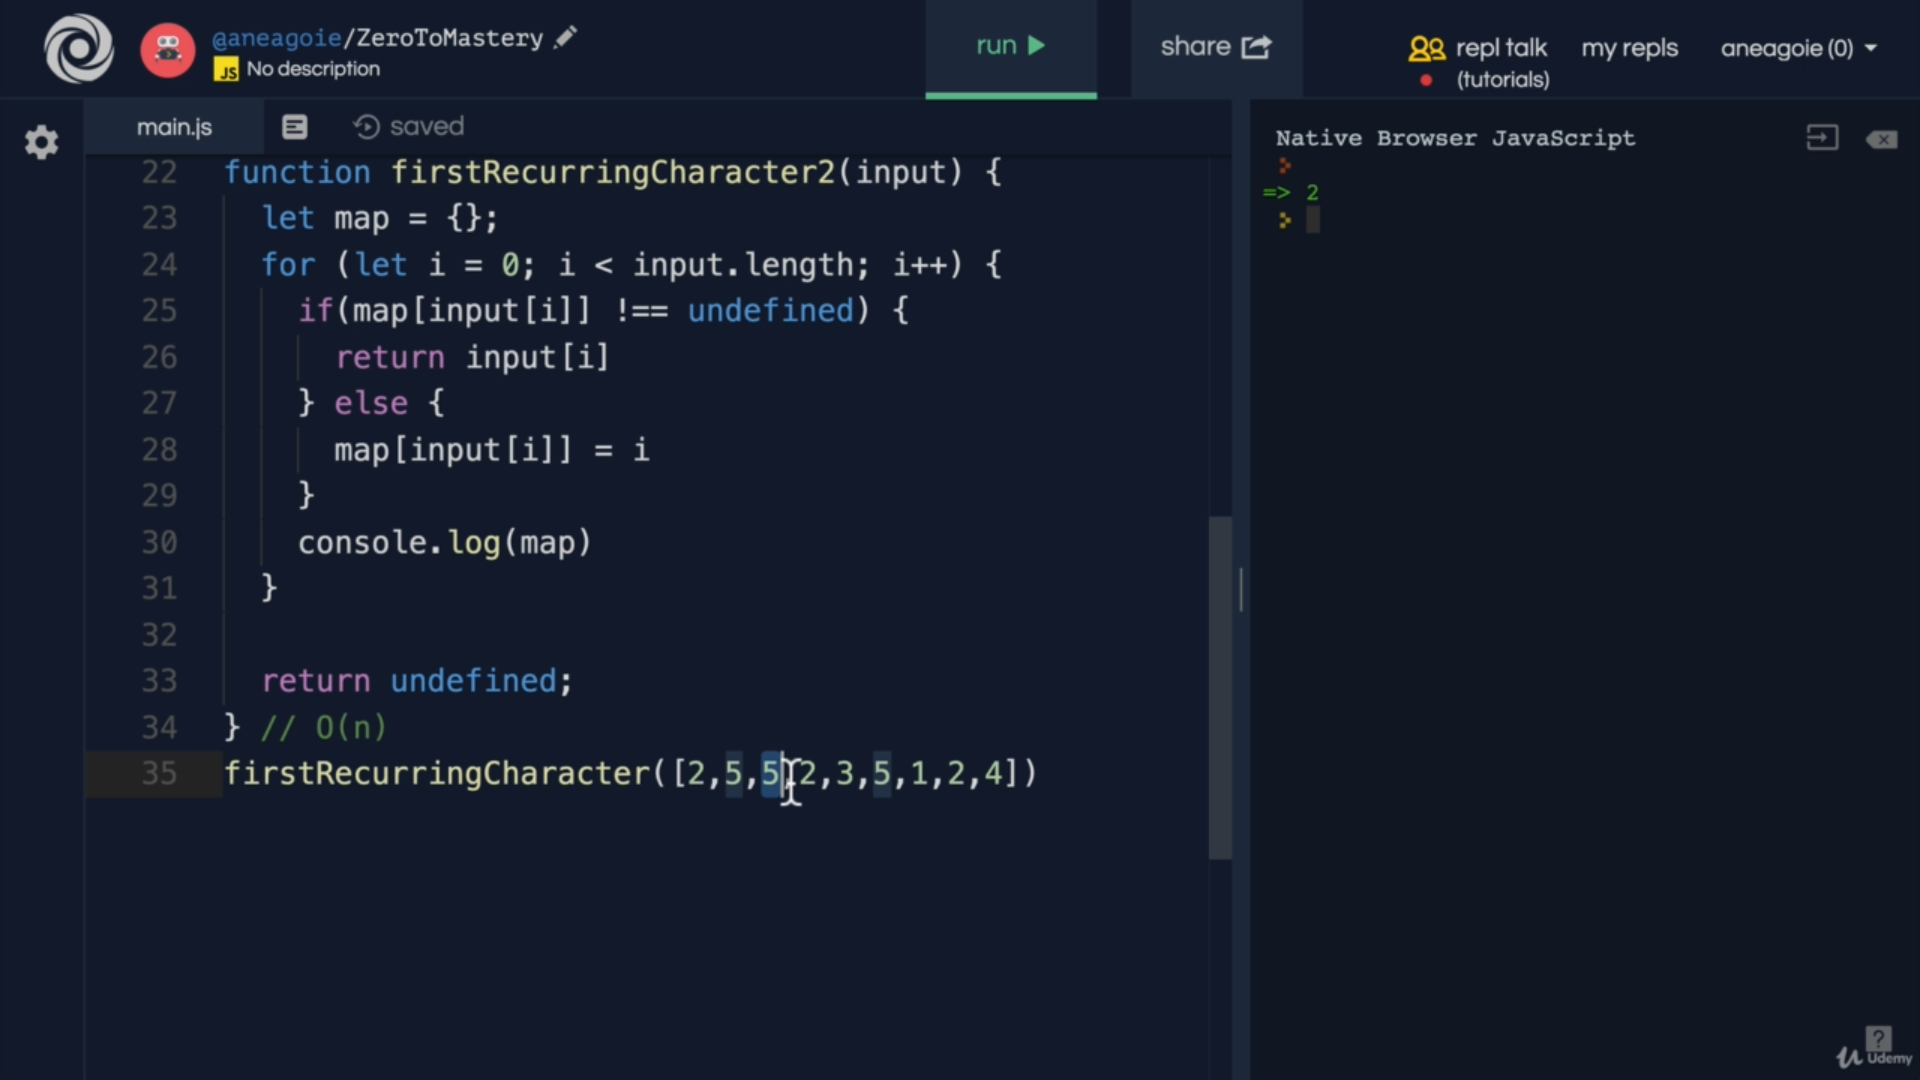 @aneagoie/ZeroToMastery
JS No description
run
share
repl talk
(tutorials)
my repls
aneagoie (0)
main.js
saved
22 function firstRecurringCharacter2(input) {
23 let map = {};
24 for (let i = 0; i < input.length; i++) {
25 if(map[input[i]] !== undefined) {
26 return input[i]
27 } else {
28 map[input[i]] = i
29 }
30 console.log(map)
31 }
32
33 return undefined;
34 } // O(n)
35 firstRecurringCharacter([2,5,5,2,3,5,1,2,4])
Native Browser JavaScript
=> 2
?
Udemy